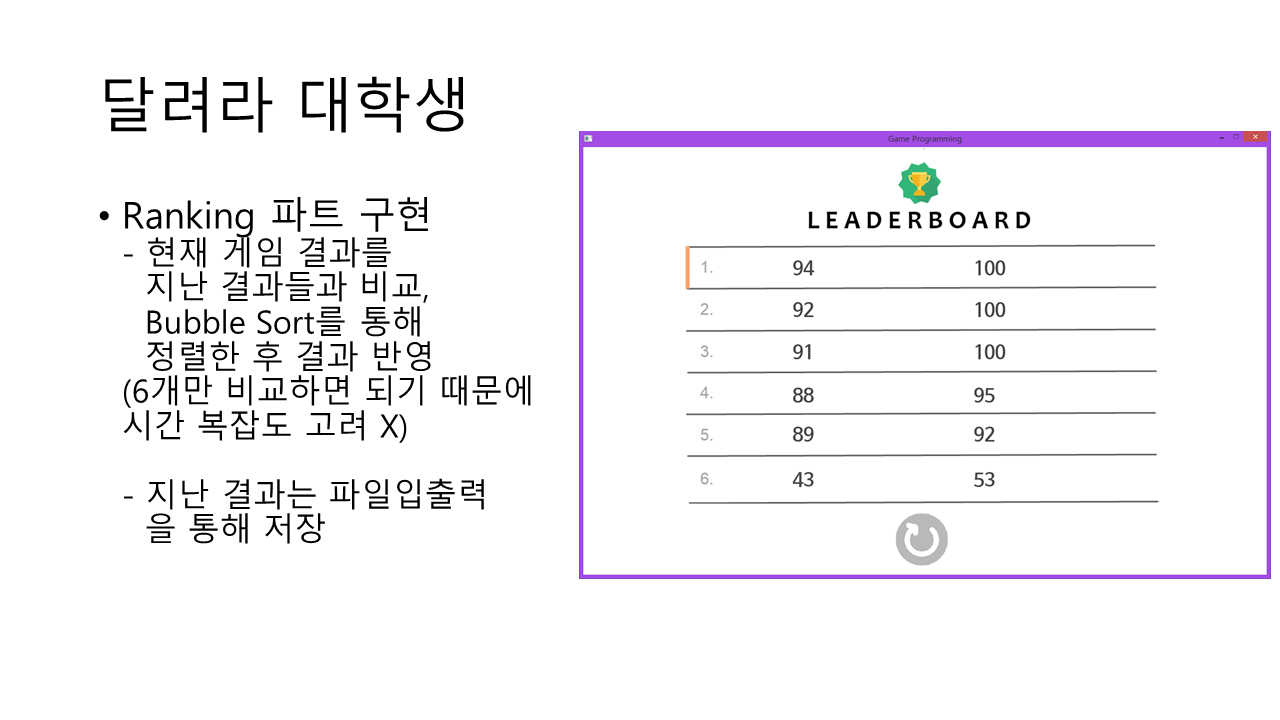 달려라 대학생
• Ranking 파트 구현
- 현재 게임 결과를
지난 결과들과 비교,
Bubble Sort를 통해
정렬한 후 결과 반영
(6개만 비교하면 되기 때문에
시간 복잡도 고려 X)
- 지난 결과는 파일입출력
을 통해 저장
Game Programming
LEADERBOARD
1. 94 100
2. 92 100
3. 91 100
4. 88 95
5. 89 92
6. 43 53